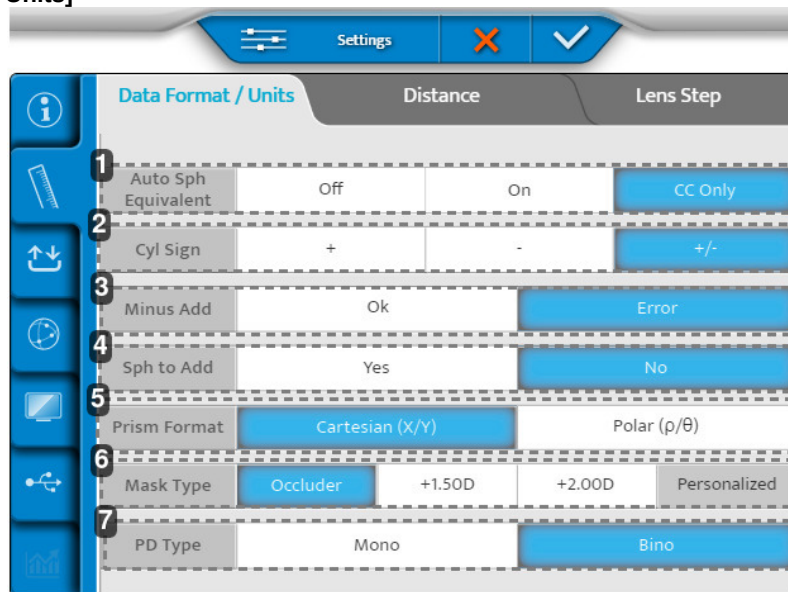 Units]
Settings
Data Format / Units Distance Lens Step
1
Auto Sph Equivalent Off On CC Only
2
Cyl Sign + - +/-
3
Minus Add Ok Error
4
Sph to Add Yes No
5
Prism Format Cartesian (X/Y) Polar (ρ/θ)
6
Mask Type Occluder +1.50D +2.00D Personalized
7
PD Type Mono Bino